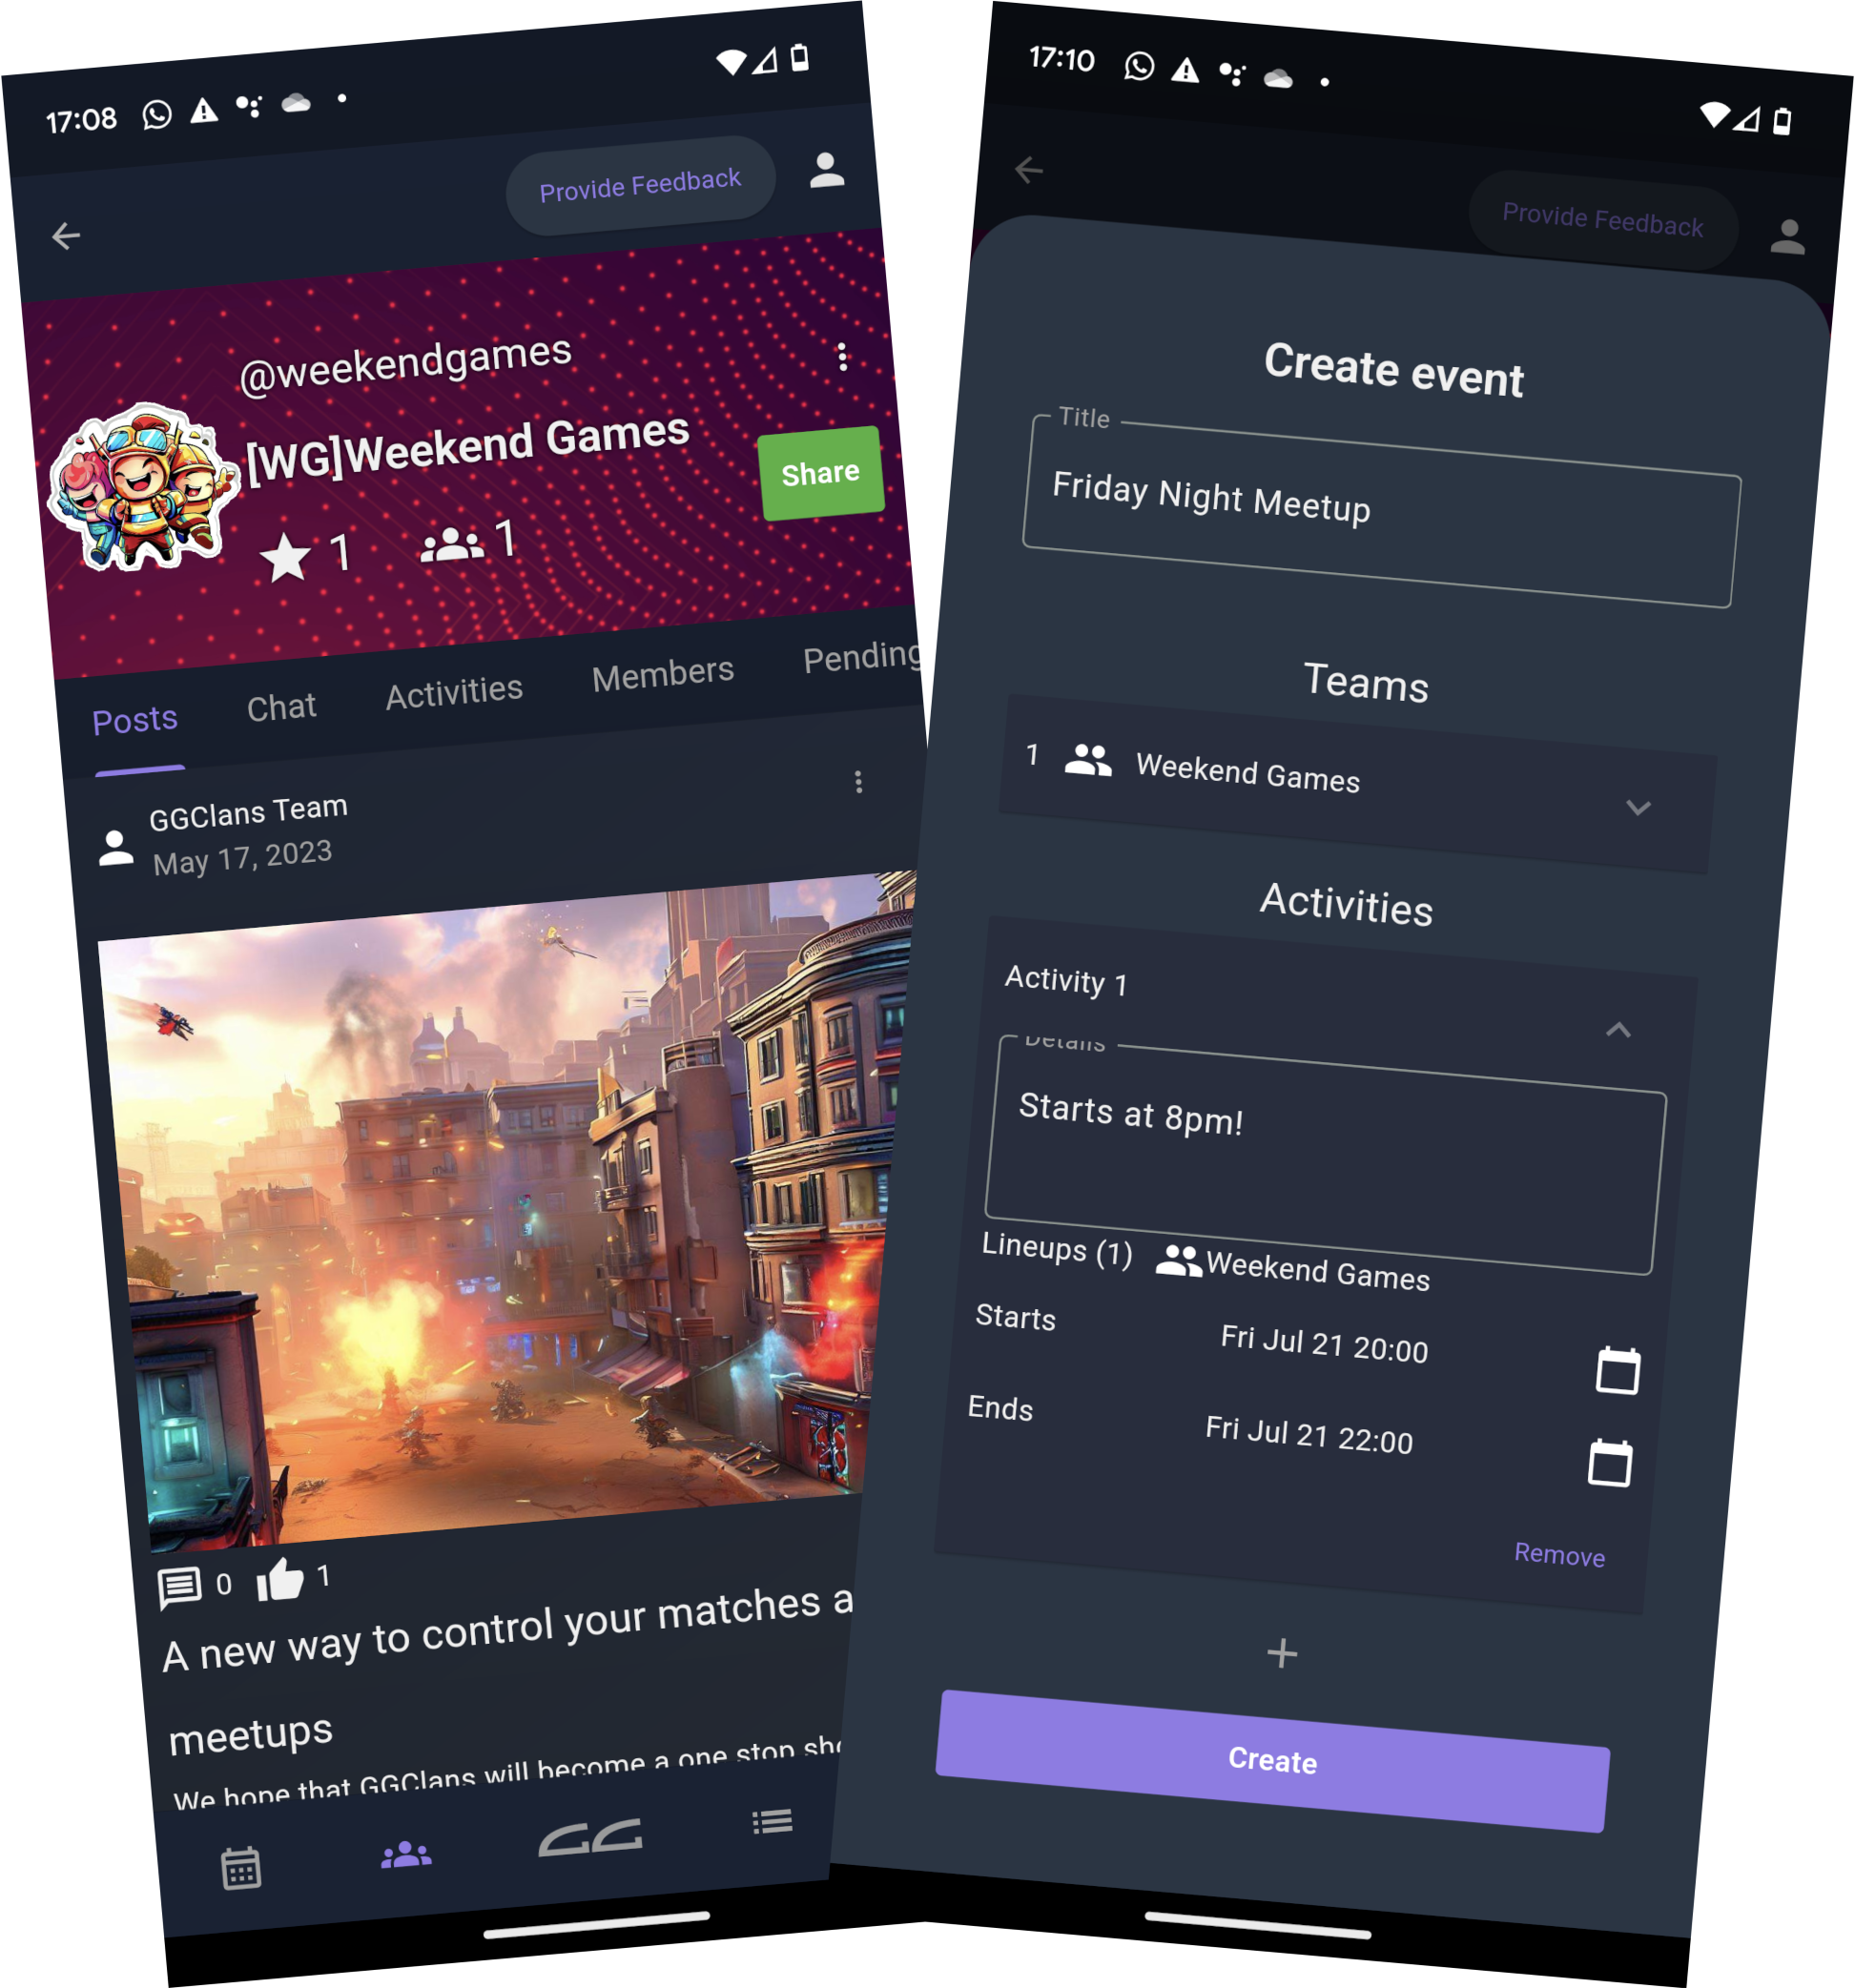 17:08
Provide Feedback
@weekendgames
[WG]Weekend Games
Share
1
1
Posts
Chat
Activities
Members
Pending
GGClans Team
May 17, 2023
0
1
A new way to control your matches a
meetups
We hope that GGClans will become a one stop
17:10
Provide Feedback
Create event
Title
Friday Night Meetup
Teams
1
Weekend Games
Activities
Activity 1
Details
Starts at 8pm!
Lineups (1)
Weekend Games
Starts
Fri Jul 21 20:00
Ends
Fri Jul 21 22:00
Remove
Create